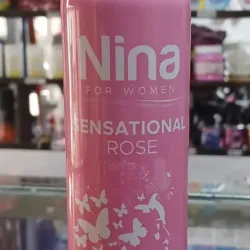 Nina
FOR WOMEN
SENSATIONAL
ROSE